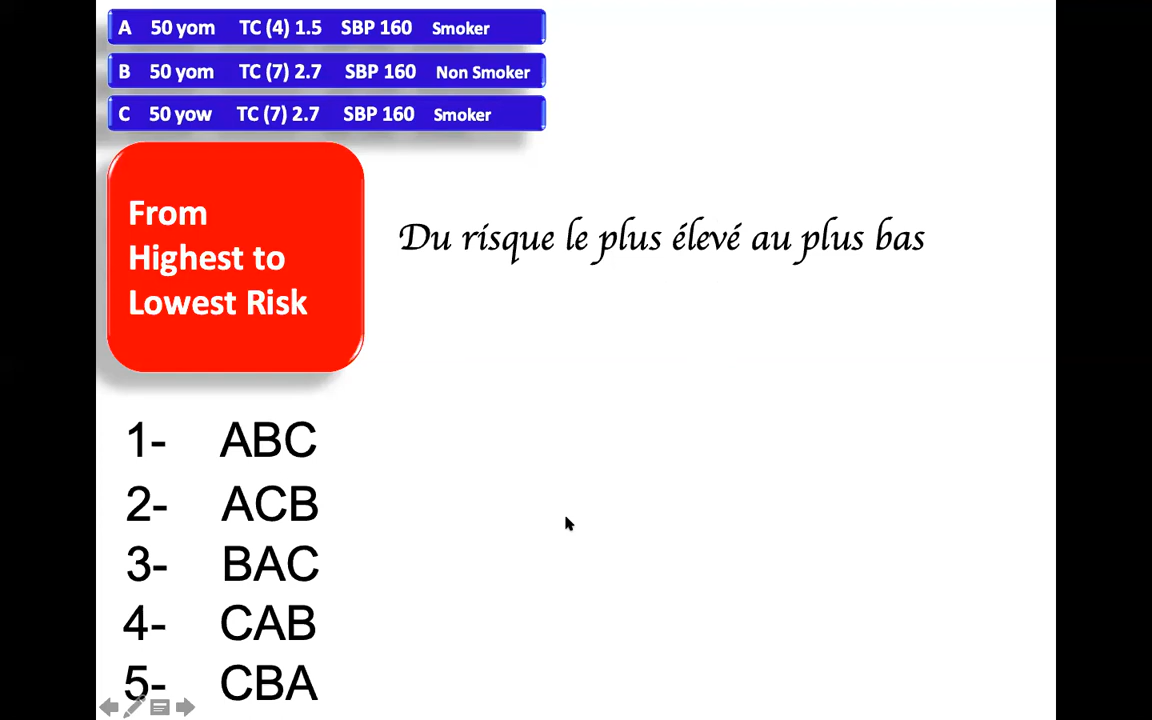 A 50 yom TC (4) 1.5 SBP 160 Smoker
B 50 yom TC (7) 2.7 SBP 160 Non Smoker
C 50 yow TC (7) 2.7 SBP 160 Smoker
From
Highest to
Lowest Risk
Du risque le plus élevé au plus bas
1- ABC
2- ACB
3- BAC
4- CAB
5- CBA